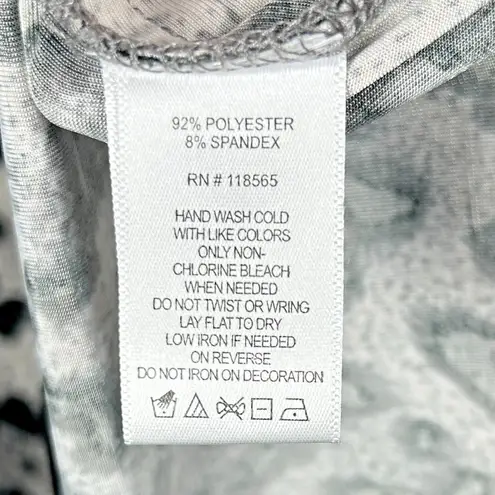 92% POLYESTER
8% SPANDEX
RN # 118565
HAND WASH COLD
WITH LIKE COLORS
ONLY NON-
CHLORINE BLEACH
WHEN NEEDED
DO NOT TWIST OR WRING
LAY FLAT TO DRY
LOW IRON IF NEEDED
ON REVERSE
DO NOT IRON ON DECORATION